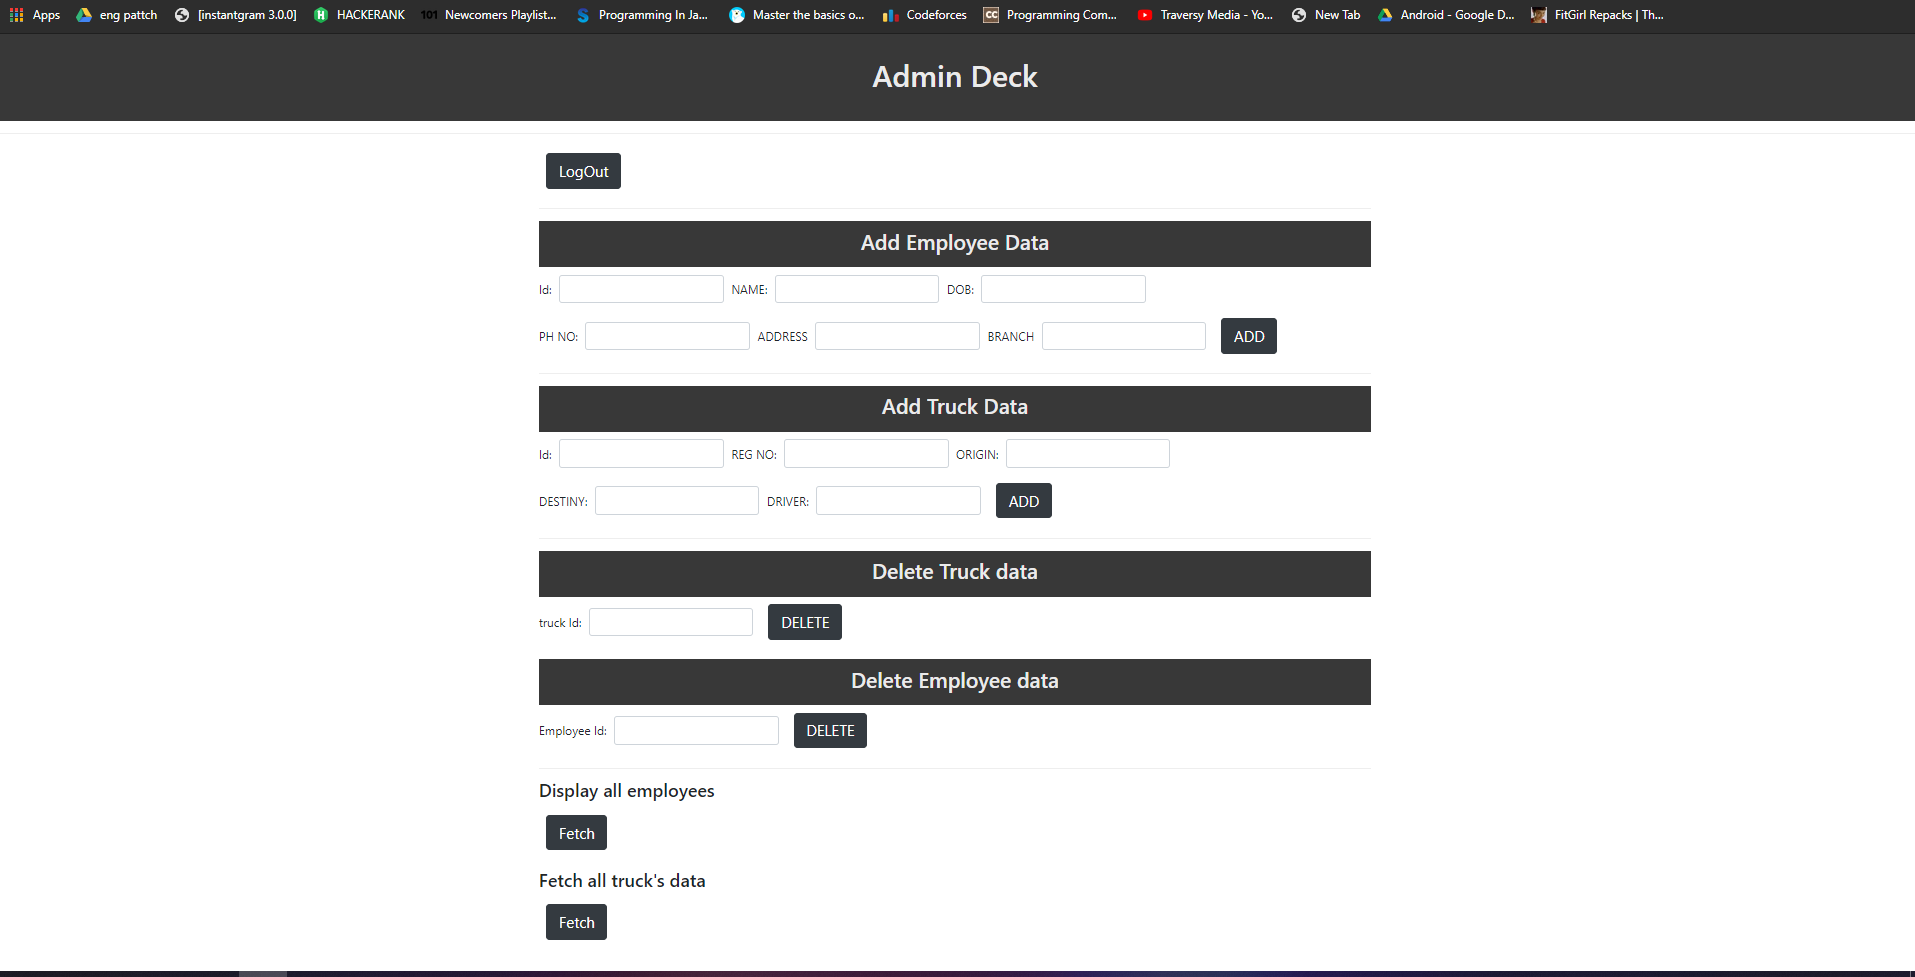 Apps eng pattch [instantgram 3.0.0] HACKERANK 101 Newcomers Playlist... S Programming In Ja... Master the basics o... Codeforces CC Programming Com... Traversy Media - Yo... New Tab Android - Google D... FitGirl Repacks | Th...
Admin Deck
LogOut
Add Employee Data
Id: NAME: DOB:
PH NO: ADDRESS BRANCH ADD
Add Truck Data
Id: REG NO: ORIGIN:
DESTINY: DRIVER: ADD
Delete Truck data
truck Id: DELETE
Delete Employee data
Employee Id: DELETE
Display all employees
Fetch
Fetch all truck's data
Fetch